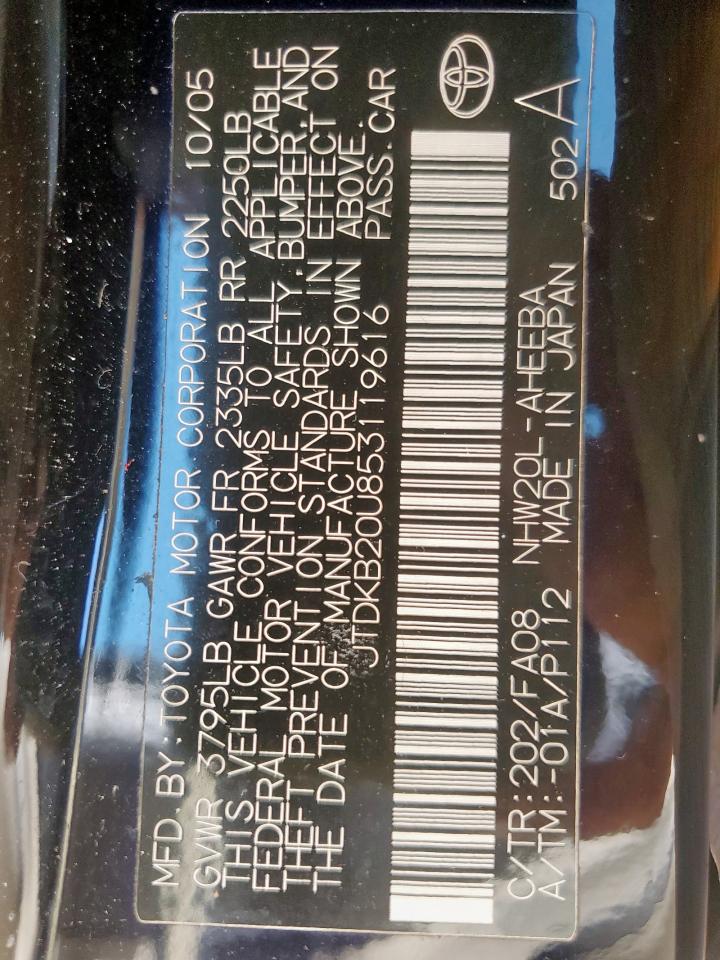 MFD. BY: TOYOTA MOTOR CORPORATION 10/05
GVWR 3795LB GAWR FR 2335LB RR 2250LB
THIS VEHICLE CONFORMS TO ALL APPLICABLE
FEDERAL MOTOR VEHICLE SAFETY, BUMPER, AND
THEFT PREVENTION STANDARDS IN EFFECT ON
THE DATE OF MANUFACTURE SHOWN ABOVE.
JTDKB20U853119616 PASS. CAR
C/TR: 202/FA08 NHW20L-AHEEBA
A/TM: -01A/P112 MADE IN JAPAN 502 A